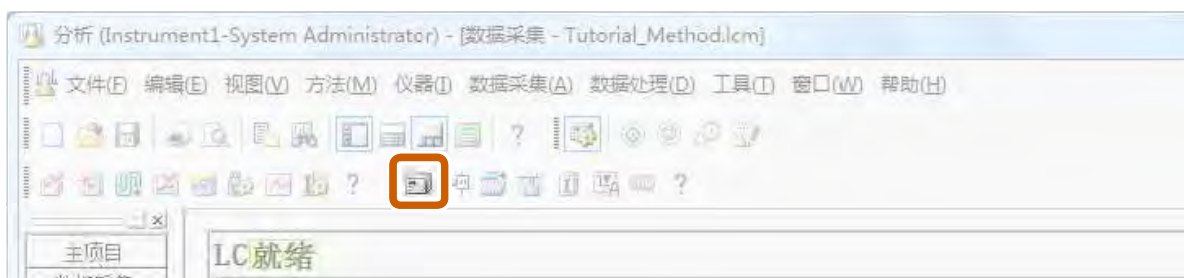 分析 (Instrument1-System Administrator) - [数据采集 - Tutorial_Method.lcm]
文件(F) 编辑(E) 视图(V) 方法(M) 仪器(I) 数据采集(A) 数据处理(D) 工具(T) 窗口(W) 帮助(H)
主项目
LC就绪